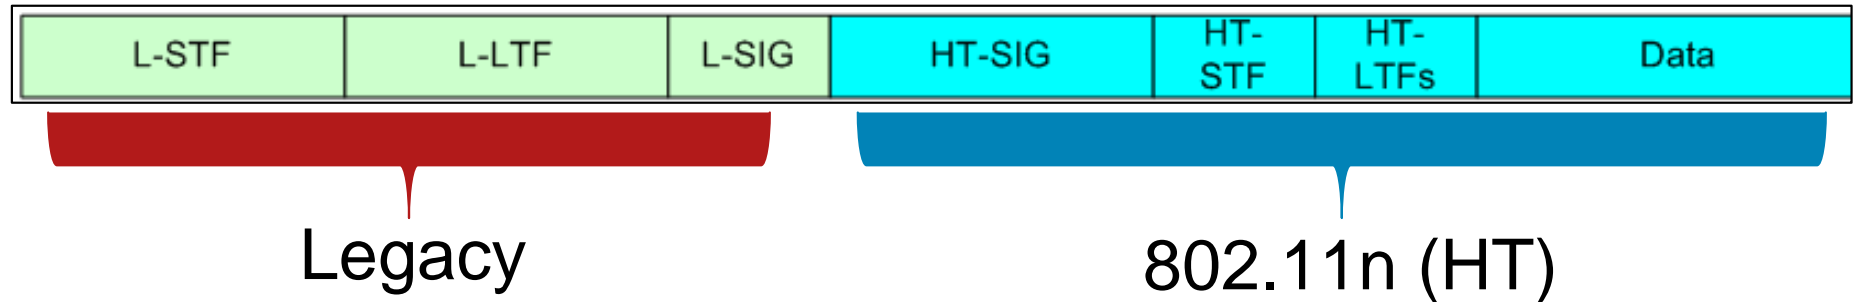 L-STF L-LTF L-SIG HT-SIG HT-STF HT-LTFs Data
Legacy 802.11n (HT)